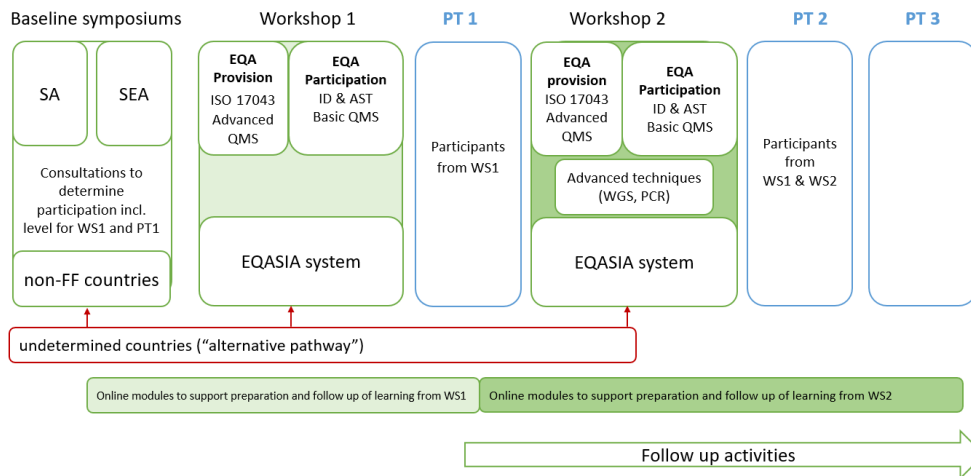 Baseline symposiums
SA
SEA
Consultations to
determine
participation incl.
level for WS1 and PT1
non-FF countries
Workshop 1
EQA
Provision
ISO 17043
Advanced
QMS
EQA
Participation
ID & AST
Basic QMS
EQASIA system
PT 1
Participants
from WS1
Workshop 2
EQA
provision
ISO 17043
Advanced
QMS
EQA
Participation
ID & AST
Basic QMS
Advanced techniques
(WGS, PCR)
EQASIA system
PT 2
Participants
from
WS1 & WS2
PT 3
undetermined countries (“alternative pathway”)
Online modules to support preparation and follow up of learning from WS1
Online modules to support preparation and follow up of learning from WS2
Follow up activities